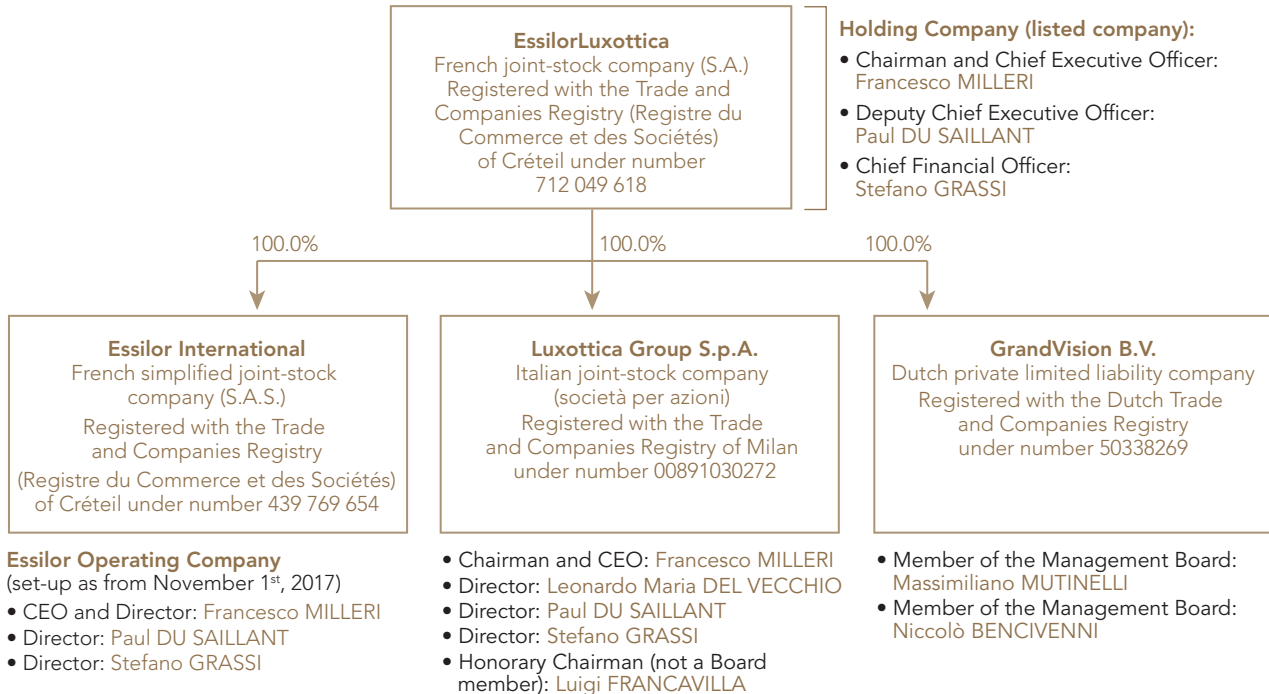 EssilorLuxottica
French joint-stock company (S.A.)
Registered with the Trade and
Companies Registry (Registre du
Commerce et des Sociétés)
of Créteil under number
712 049 618
Holding Company (listed company):
• Chairman and Chief Executive Officer:
Francesco MILLERI
• Deputy Chief Executive Officer:
Paul DU SAILLANT
• Chief Financial Officer:
Stefano GRASSI
100.0%
100.0%
100.0%
Essilor International
French simplified joint-stock
company (S.A.S.)
Registered with the Trade
and Companies Registry
(Registre du Commerce et des Sociétés)
of Créteil under number 439 769 654
Essilor Operating Company
(set-up as from November 1st, 2017)
• CEO and Director: Francesco MILLERI
• Director: Paul DU SAILLANT
• Director: Stefano GRASSI
Luxottica Group S.p.A.
Italian joint-stock company
(società per azioni)
Registered with the Trade
and Companies Registry of Milan
under number 00891030272
• Chairman and CEO: Francesco MILLERI
• Director: Leonardo Maria DEL VECCHIO
• Director: Paul DU SAILLANT
• Director: Stefano GRASSI
• Honorary Chairman (not a Board
member): Luigi FRANCAVILLA
GrandVision B.V.
Dutch private limited liability company
Registered with the Dutch Trade
and Companies Registry
under number 50338269
• Member of the Management Board:
Massimiliano MUTINELLI
• Member of the Management Board:
Niccolò BENCIVENNI